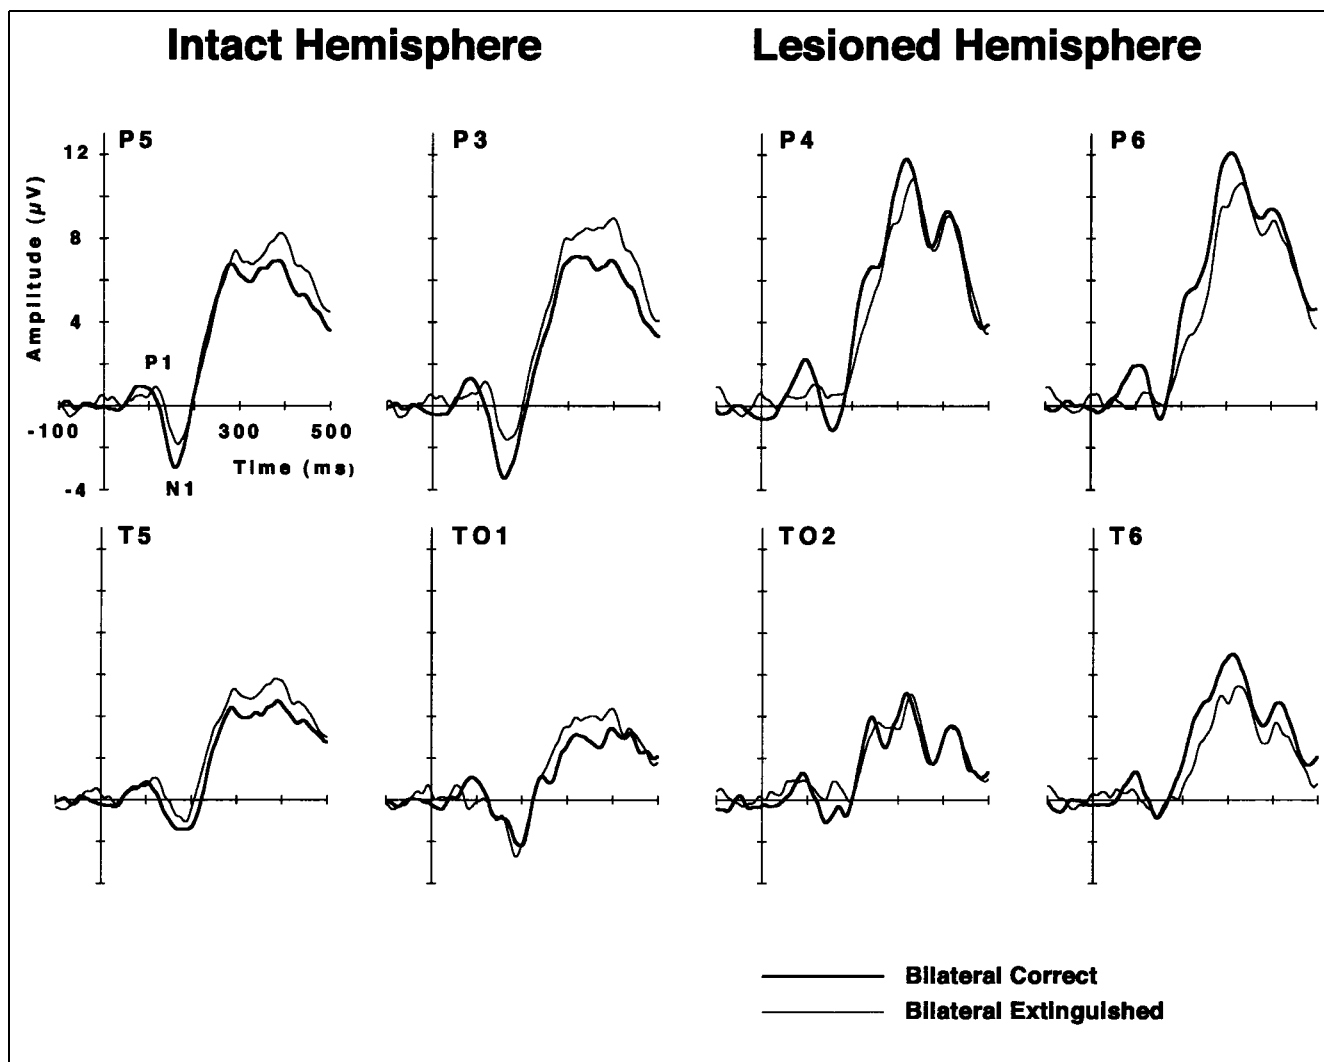 Intact Hemisphere
Lesioned Hemisphere
P5
P3
P4
P6
12
8
4
-4
Amplitude (µV)
P1
N1
-100
300
500
Time (ms)
T5
TO1
TO2
T6
Bilateral Correct
Bilateral Extinguished